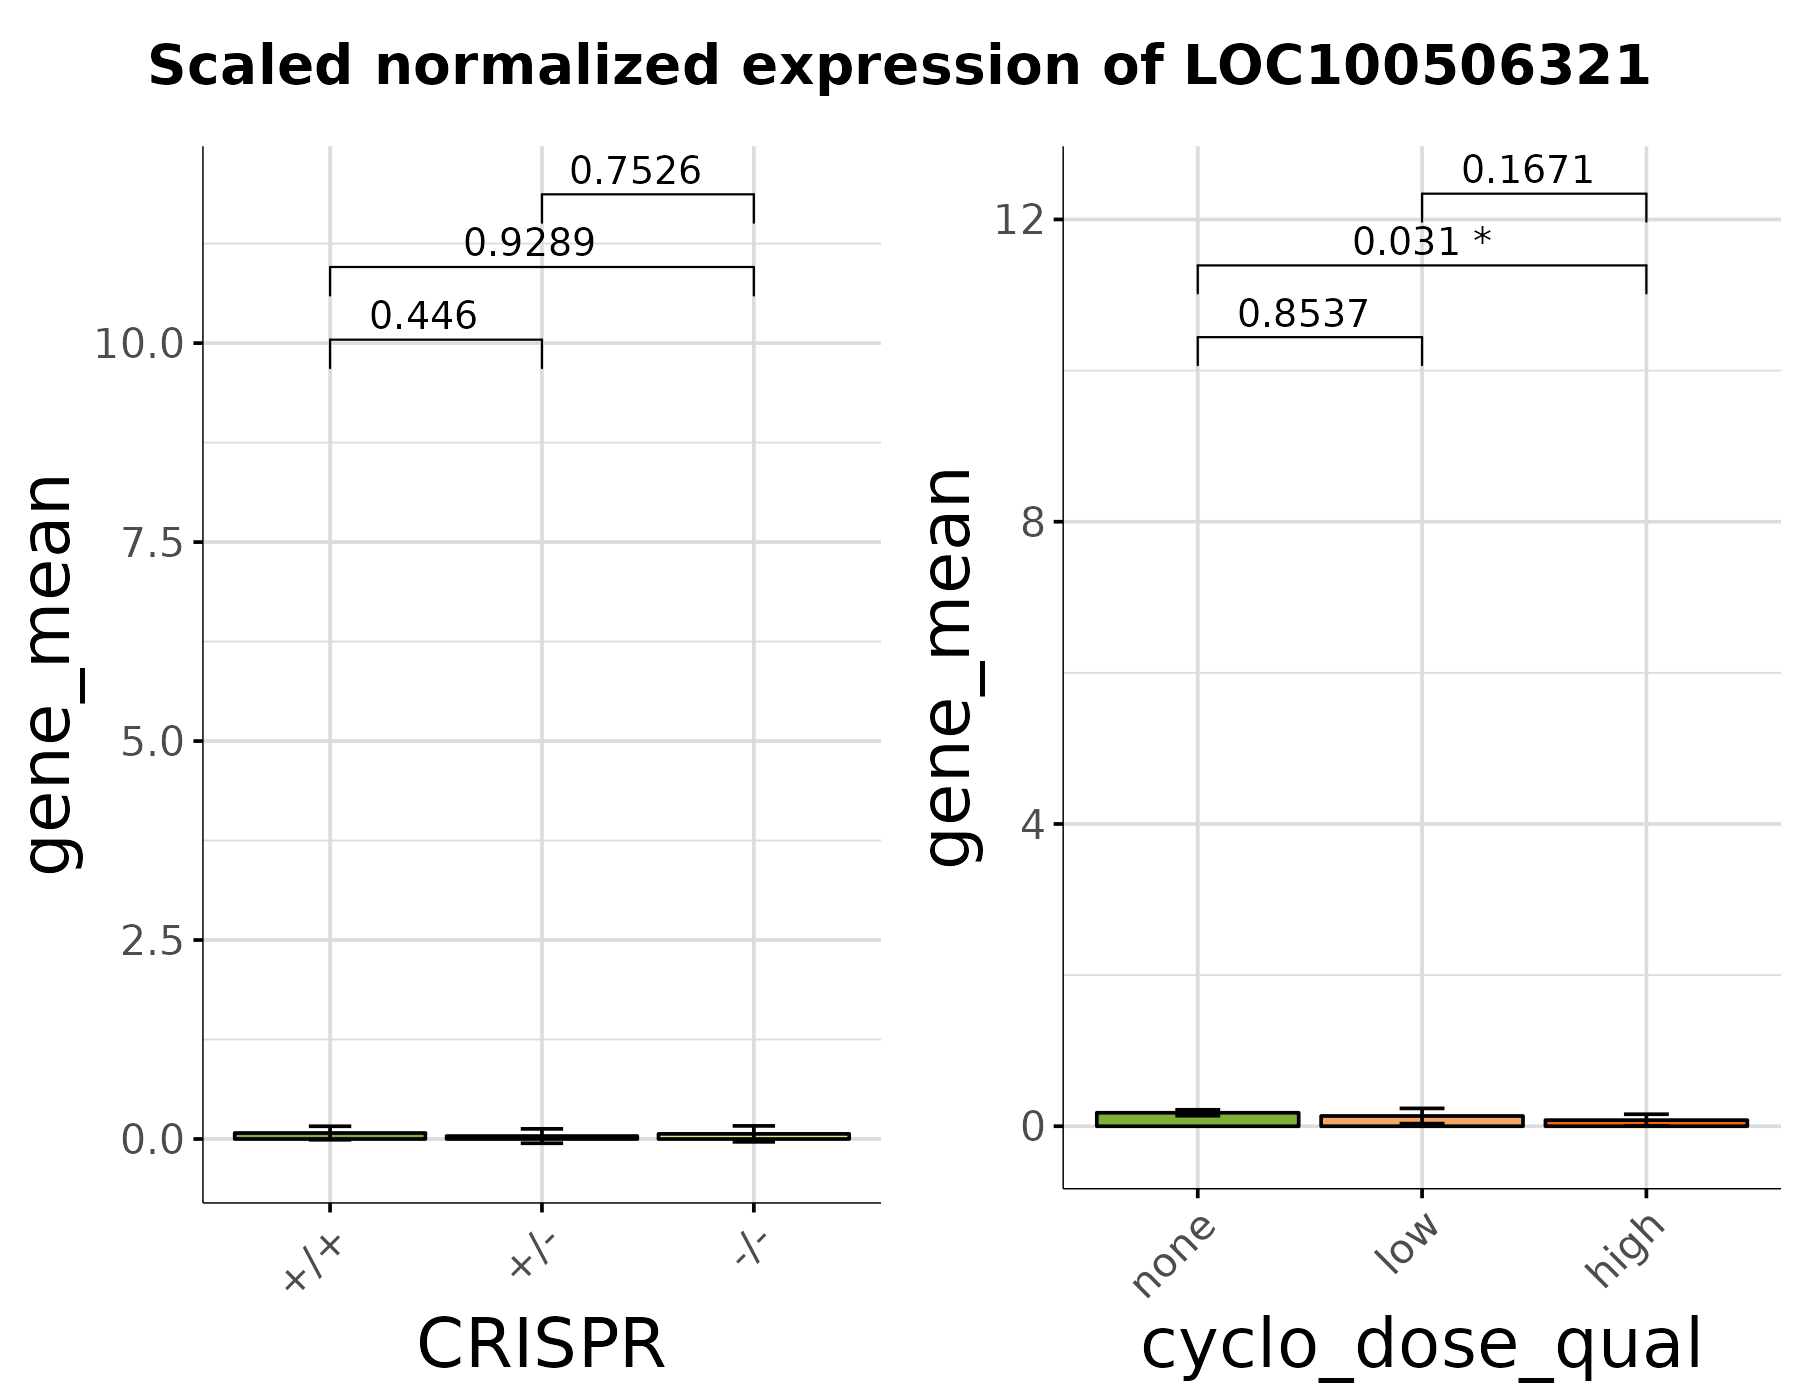 Scaled normalized expression of LOC100506321
gene_mean
10.0
7.5
5.0
2.5
0.0
0.7526
0.9289
0.446
+/+
+/-
-/-
CRISPR
gene_mean
12
8
4
0
0.1671
0.031 *
0.8537
none
low
high
cyclo_dose_qual